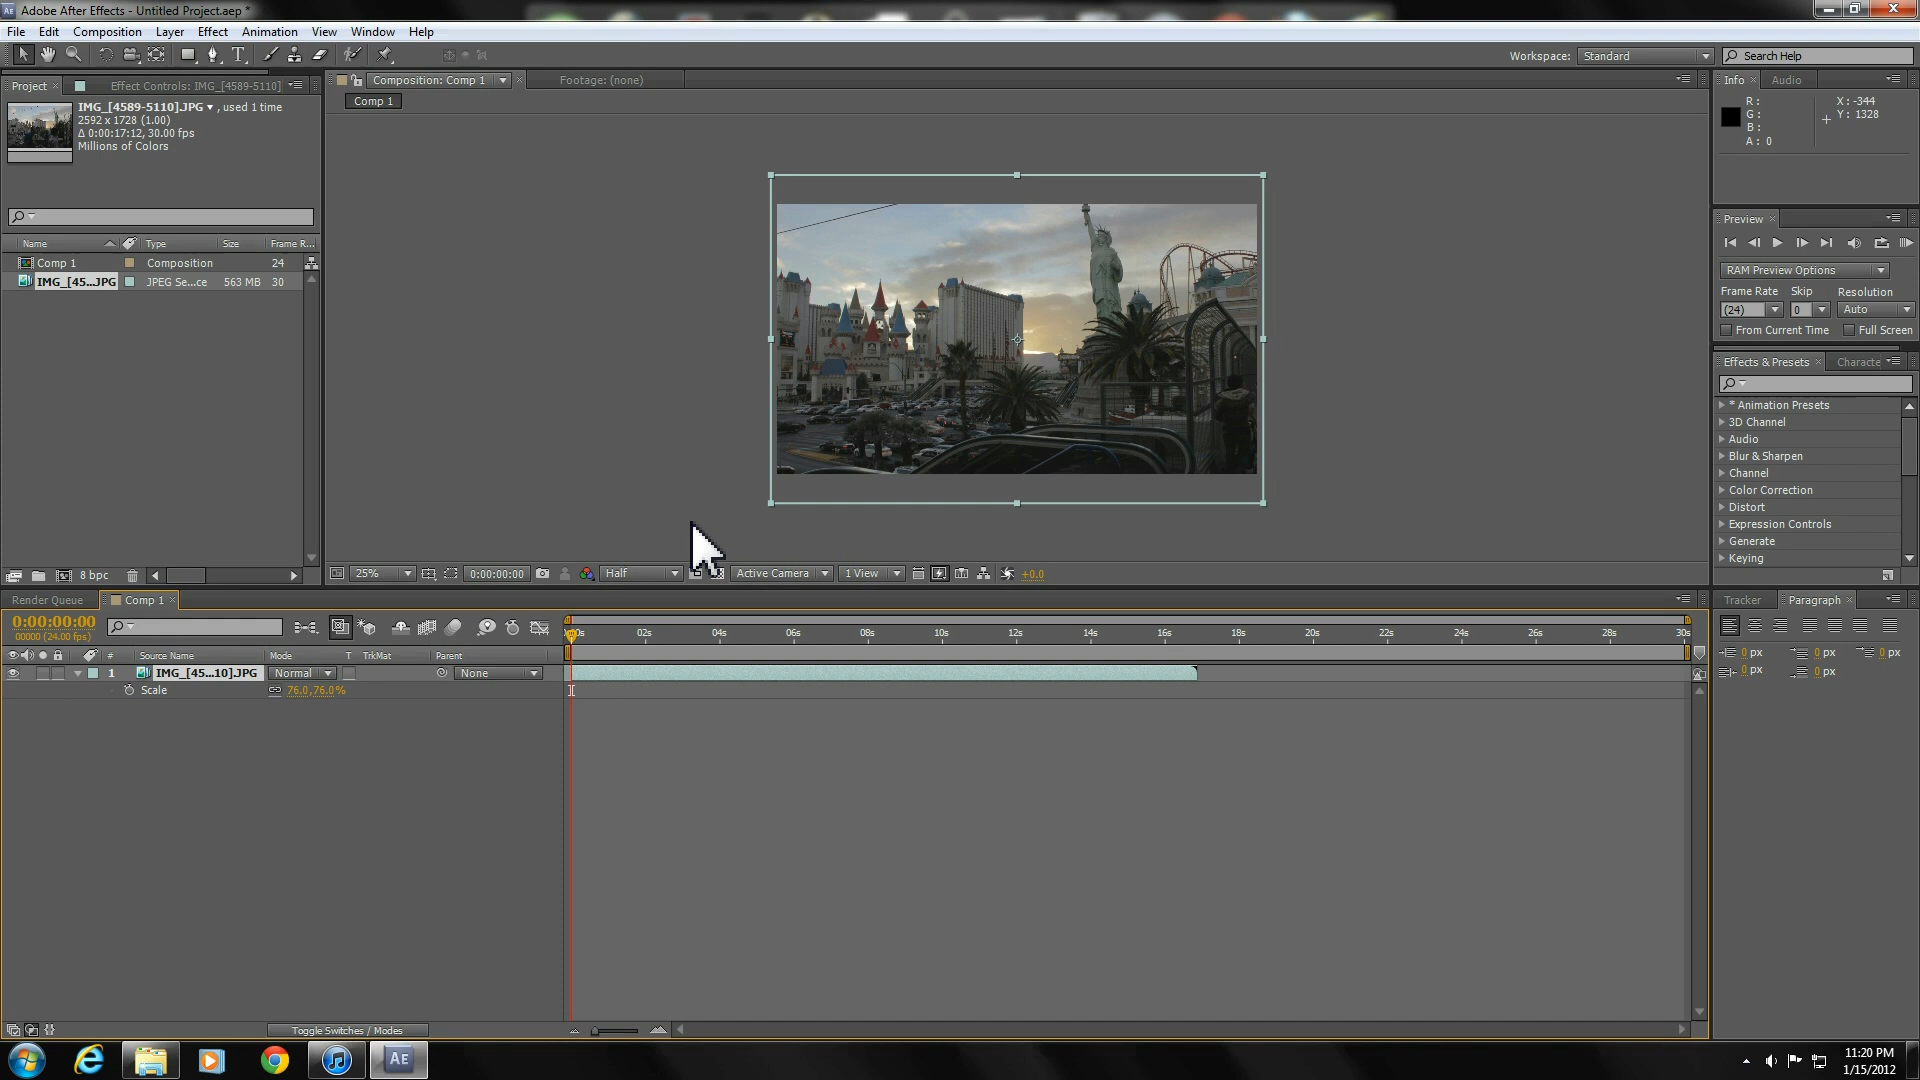 Adobe After Effects - Untitled Project.aep *
File Edit Composition Layer Effect Animation View Window Help
Workspace: Standard Search Help
Project Effect Controls: IMG_[4589-5110]
IMG_[4589-5110].JPG , used 1 time
2592 x 1728 (1.00)
Δ 0:00:17:12, 30.00 fps
Millions of Colors
Name Type Size Frame R...
Comp 1 Composition 24
IMG_[45...JPG JPEG Se...ce 563 MB 30
8 bpc
Composition: Comp 1 Footage: (none)
Comp 1
25% 0:00:00:00 Half Active Camera 1 View +0.0
Info Audio
R:
G:
B:
A: 0
X: -344
Y: 1328
Preview
RAM Preview Options
Frame Rate Skip Resolution
(24) 0 Auto
From Current Time Full Screen
Effects & Presets Characte
* Animation Presets
3D Channel
Audio
Blur & Sharpen
Channel
Color Correction
Distort
Expression Controls
Generate
Keying
Render Queue Comp 1
0:00:00:00
00000 (24.00 fps)
02s 04s 06s 08s 10s 12s 14s 16s 18s 20s 22s 24s 26s 28s 30s
# Source Name Mode T TrkMat Parent
1 IMG_[45...10].JPG Normal None
Scale 76.0,76.0%
Toggle Switches / Modes
Tracker Paragraph
0 px 0 px 0 px
0 px 0 px
AE
11:20 PM
1/15/2012